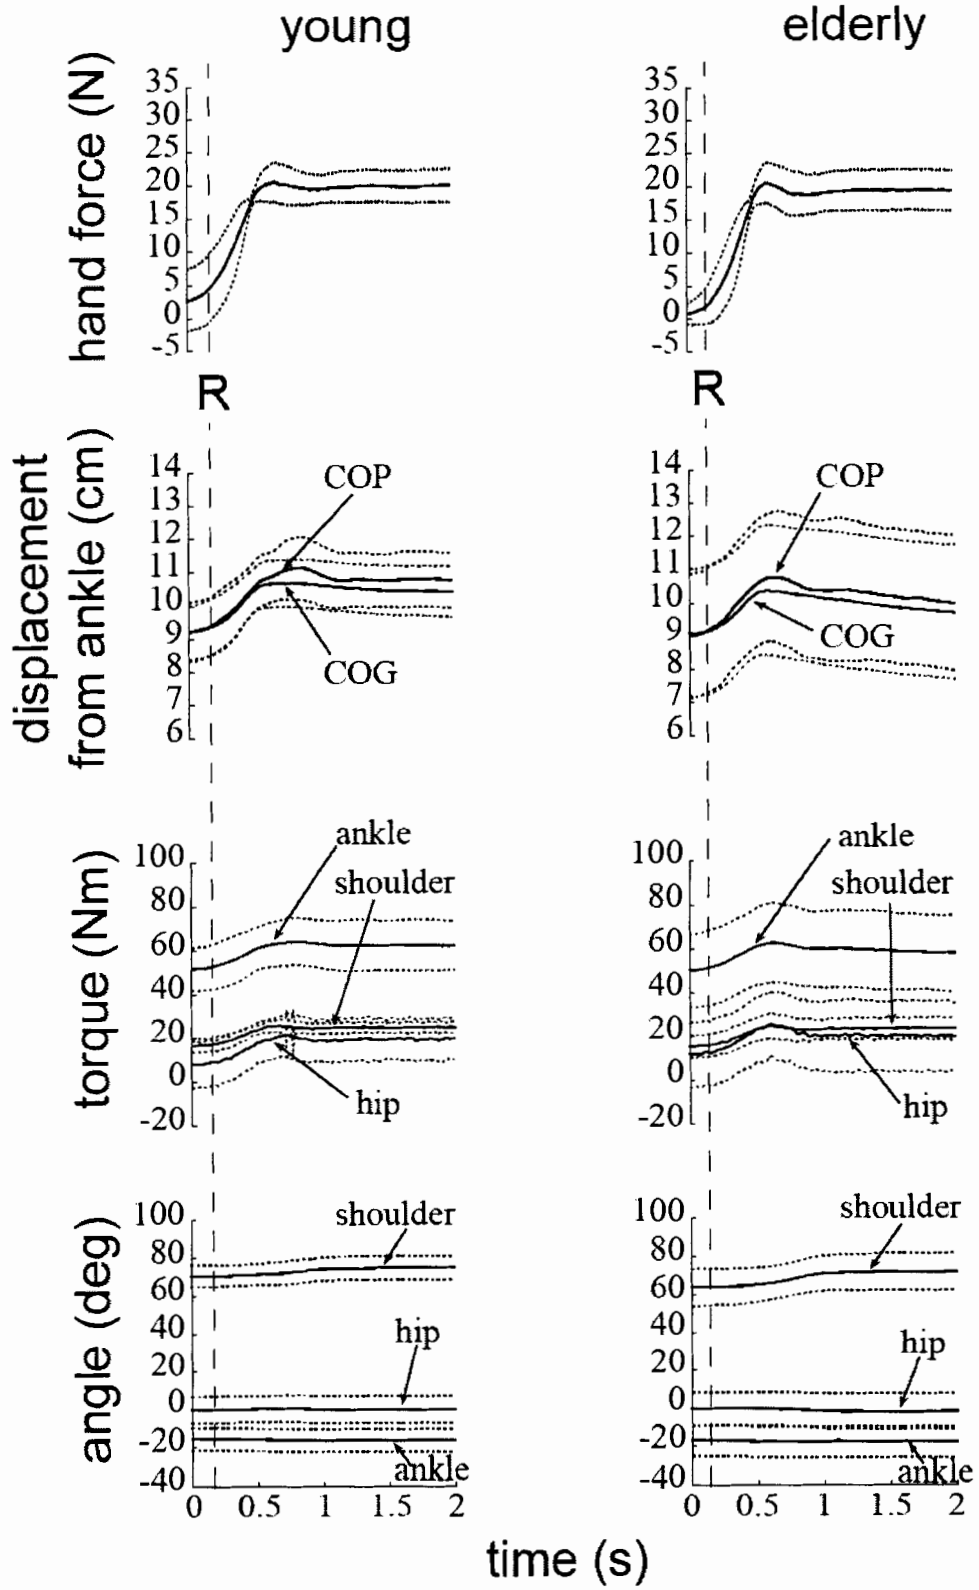 young
elderly
hand force (N)
35
30
25
20
15
10
5
0
-5
35
30
25
20
15
10
5
0
-5
R
R
displacement
from ankle (cm)
14
13
12
11
10
9
8
7
6
COP
COG
14
13
12
11
10
9
8
7
6
COP
COG
torque (Nm)
100
80
60
40
20
0
-20
ankle
shoulder
hip
100
80
60
40
20
0
-20
ankle
shoulder
hip
angle (deg)
100
80
60
40
20
0
-20
-40
shoulder
hip
ankle
100
80
60
40
20
0
-20
-40
shoulder
hip
ankle
0 0.5 1 1.5 2
0 0.5 1 1.5 2
time (s)